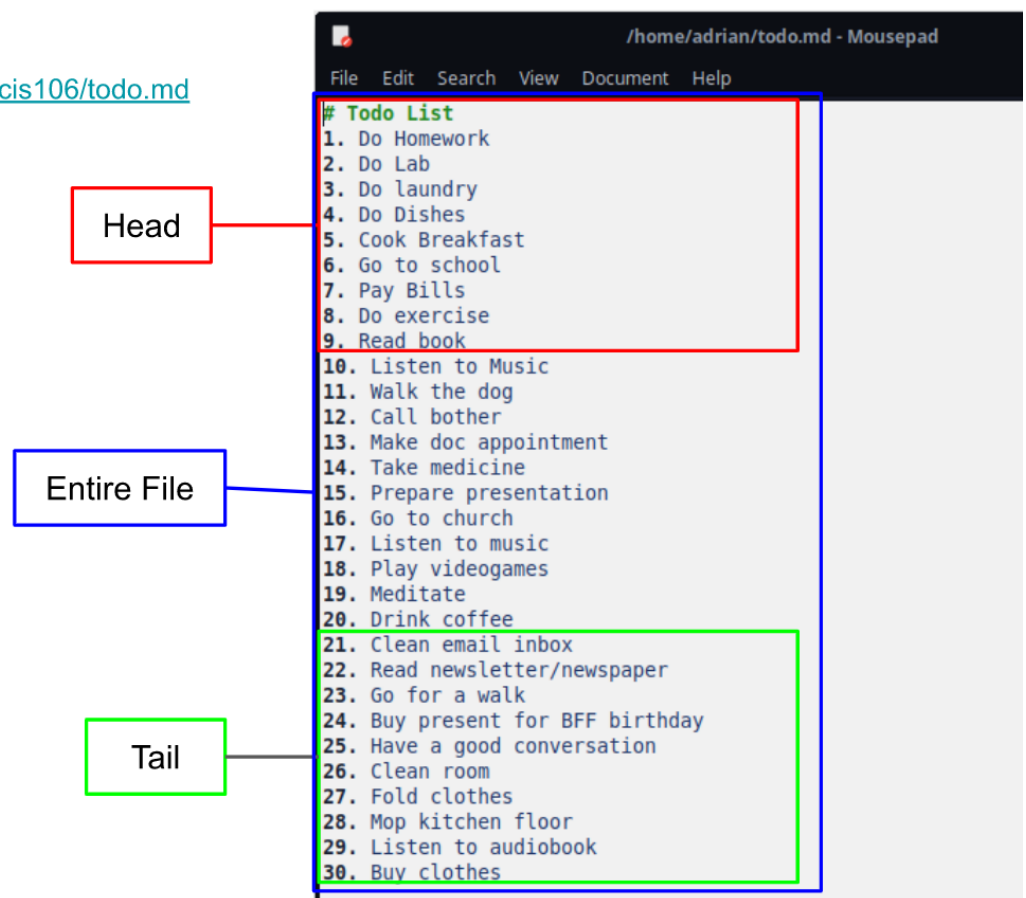 /home/adrian/todo.md - Mousepad
File Edit Search View Document Help
cis106/todo.md
# Todo List
1. Do Homework
2. Do Lab
3. Do laundry
4. Do Dishes
5. Cook Breakfast
6. Go to school
7. Pay Bills
8. Do exercise
9. Read book
10. Listen to Music
11. Walk the dog
12. Call bother
13. Make doc appointment
14. Take medicine
15. Prepare presentation
16. Go to church
17. Listen to music
18. Play videogames
19. Meditate
20. Drink coffee
21. Clean email inbox
22. Read newsletter/newspaper
23. Go for a walk
24. Buy present for BFF birthday
25. Have a good conversation
26. Clean room
27. Fold clothes
28. Mop kitchen floor
29. Listen to audiobook
30. Buy clothes
Head
Entire File
Tail